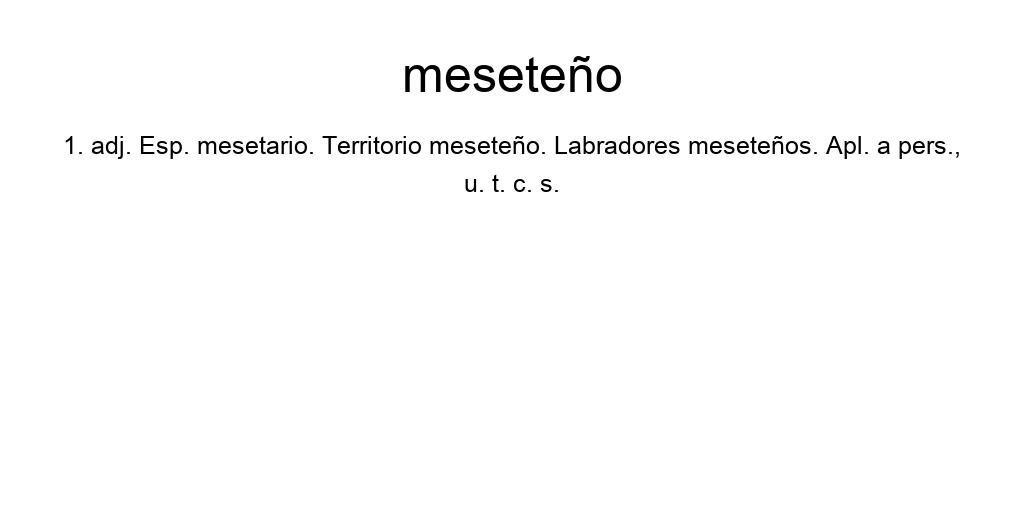 meseteño
1. adj. Esp. mesetario. Territorio meseteño. Labradores meseteños. Apl. a pers.,
u. t. c. s.